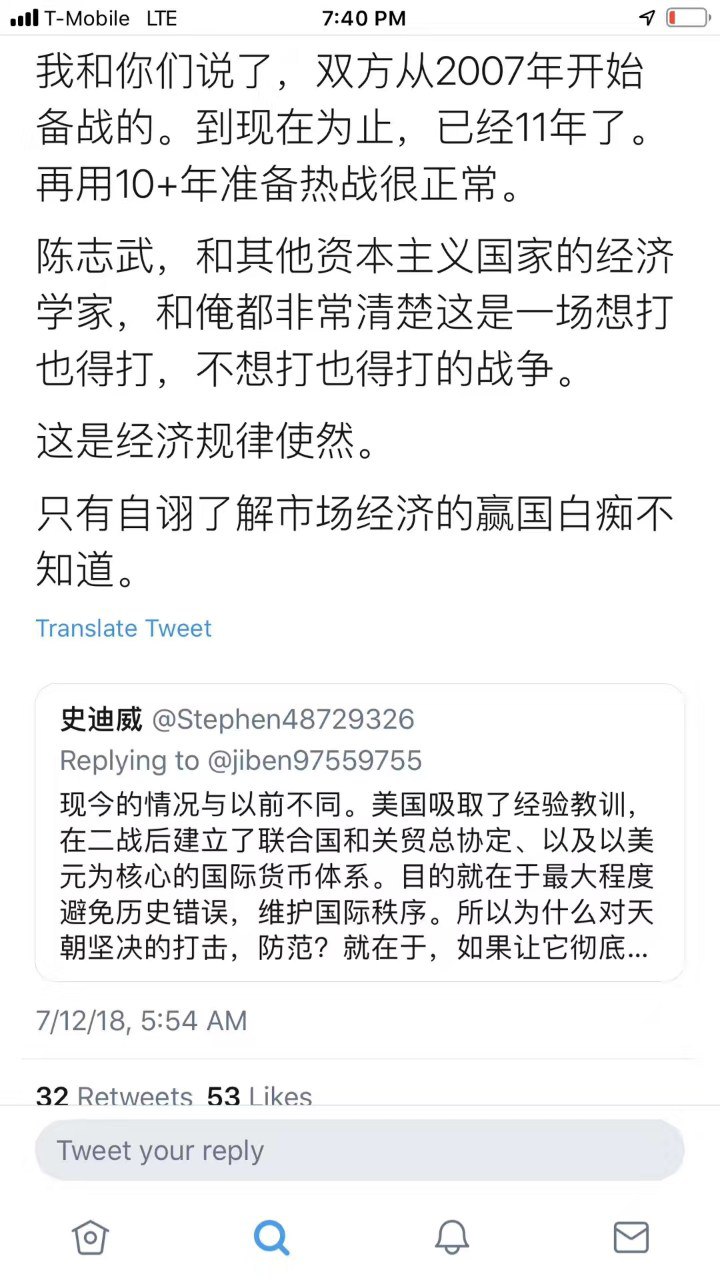 T-Mobile LTE 7:40 PM
我和你们说了，双方从2007年开始
备战的。到现在为止，已经11年了。
再用10+年准备热战很正常。
陈志武，和其他资本主义国家的经济
学家，和俺都非常清楚这是一场想打
也得打，不想打也得打的战争。
这是经济规律使然。
只有自诩了解市场经济的赢国白痴不
知道。
Translate Tweet
史迪威 @Stephen48729326
Replying to @jiben97559755
现今的情况与以前不同。美国吸取了经验教训，
在二战后建立了联合国和关贸总协定、以及以美
元为核心的国际货币体系。目的就在于最大程度
避免历史错误，维护国际秩序。所以为什么对天
朝坚决的打击，防范？就在于，如果让它彻底...
7/12/18, 5:54 AM
32 Retweets 53 Likes
Tweet your reply